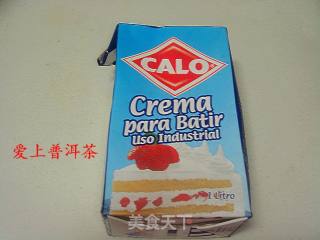 CALO
Crema
para Batir
Uso Industrial
爱上普洱茶
1 Litro
美食天下